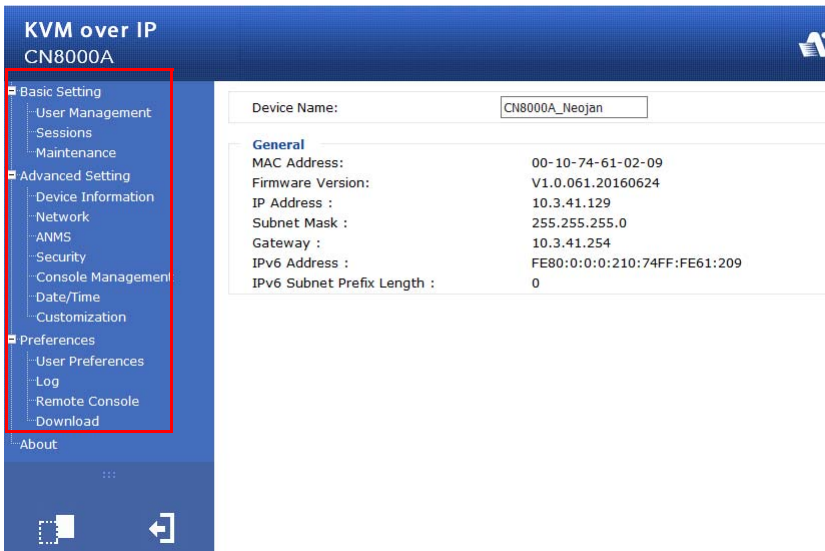 KVM over IP
CN8000A
Basic Setting
User Management
Sessions
Maintenance
Advanced Setting
Device Information
Network
ANMS
Security
Console Management
Date/Time
Customization
Preferences
User Preferences
Log
Remote Console
Download
About
Device Name: CN8000A_Neojan
General
MAC Address: 00-10-74-61-02-09
Firmware Version: V1.0.061.20160624
IP Address : 10.3.41.129
Subnet Mask : 255.255.255.0
Gateway : 10.3.41.254
IPv6 Address : FE80:0:0:0:210:74FF:FE61:209
IPv6 Subnet Prefix Length : 0